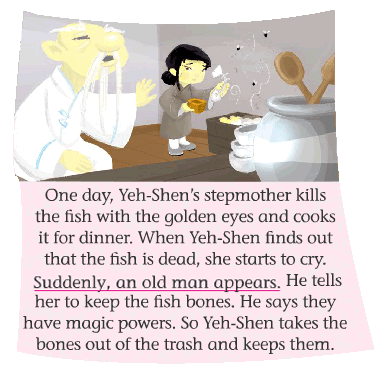 One day, Yeh-Shen's stepmother kills
the fish with the golden eyes and cooks
it for dinner. When Yeh-Shen finds out
that the fish is dead, she starts to cry.
Suddenly, an old man appears. He tells
her to keep the fish bones. He says they
have magic powers. So Yeh-Shen takes the
bones out of the trash and keeps them.